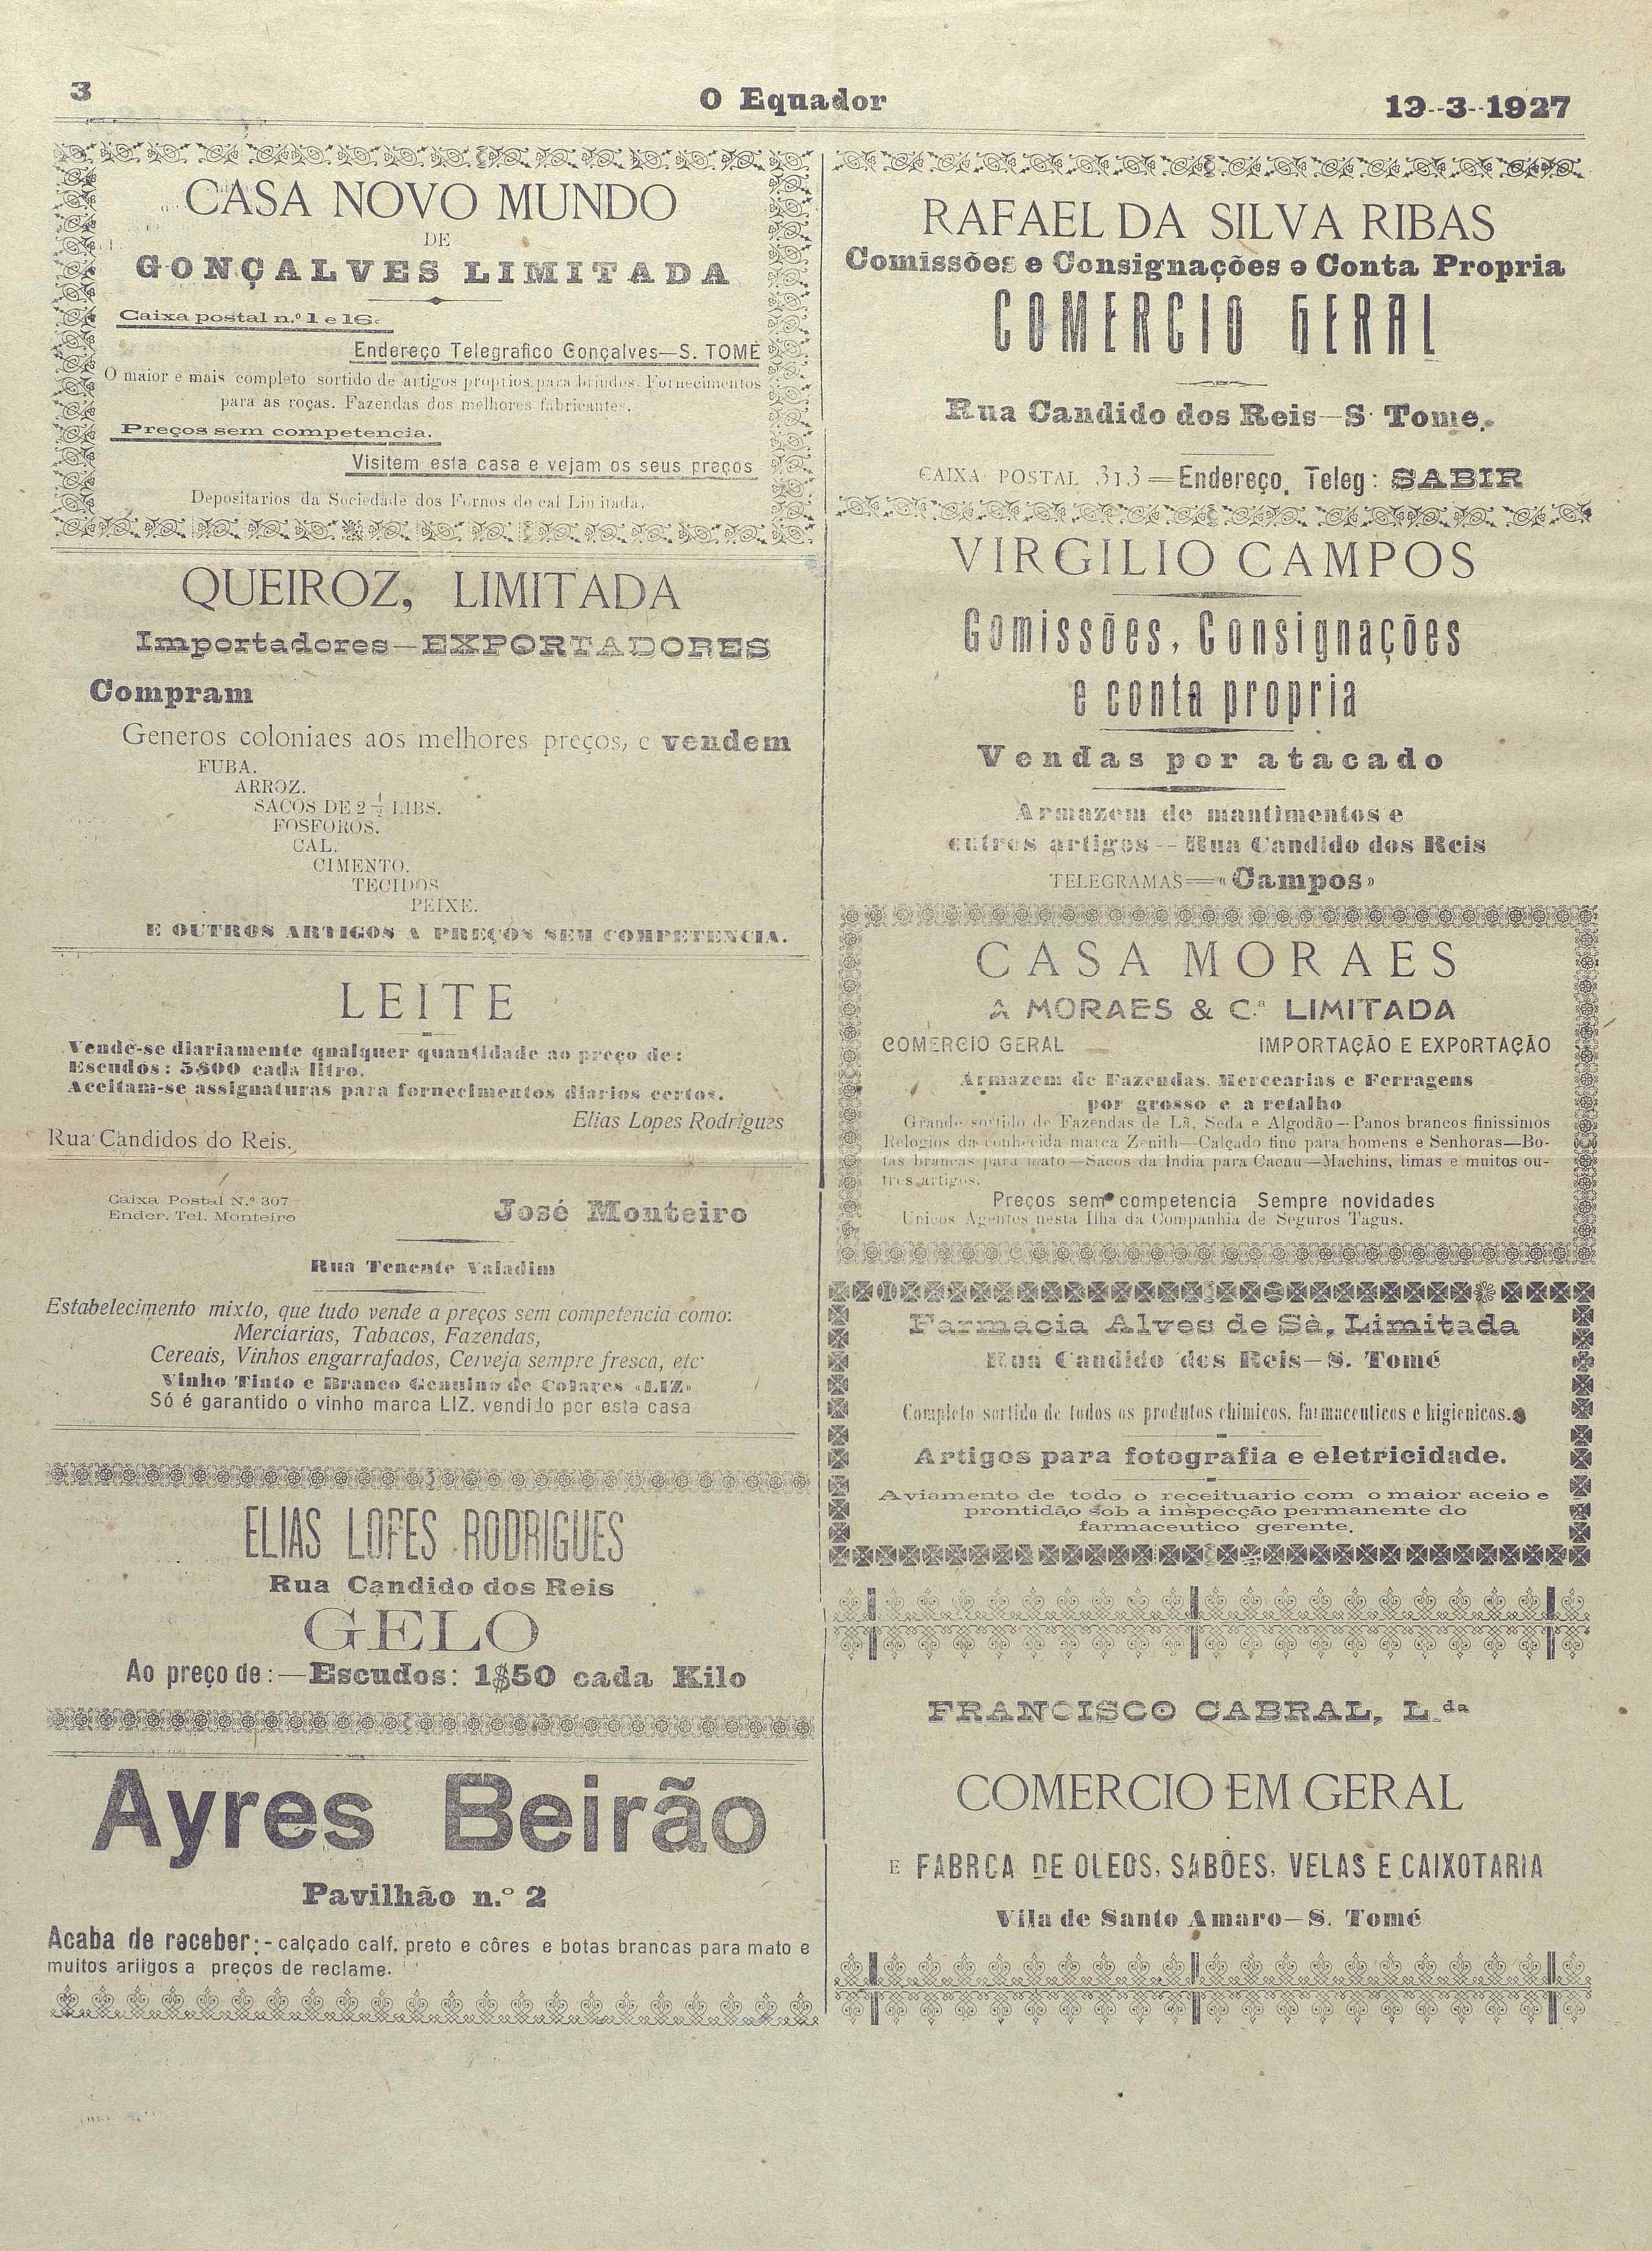 3
O Equador
19--3--1927
CASA NOVO MUNDO
DE
GONÇALVES LIMITADA
Caixa postal n.º 1 e 16.
Endereço Telegrafico Gonçalves—S. TOMÉ
O maior e mais completo sortido de artigos proprios para brindes. Fornecimentos
para as roças. Fazendas dos melhores fabricantes.
Preços sem competencia.
Visitem esta casa e vejam os seus preços
Depositarios da Sociedade dos Fornos de cal Limitada.
QUEIROZ, LIMITADA
Importadores—EXPORTADORES
Compram
Generos coloniaes aos melhores preços, e vendem
FUBA.
ARROZ.
SACOS DE 2 ½ LIBS.
FOSFOROS.
CAL.
CIMENTO.
TECIDOS
PEIXE.
E OUTROS ARTIGOS A PREÇOS SEM COMPETENCIA.
LEITE
Vende-se diariamente qualquer quantidade ao preço de:
Escudos: 5$00 cada litro.
Aceitam-se assignaturas para fornecimentos diarios certos.
Elias Lopes Rodrigues
Rua Candidos do Reis.
Caixa Postal N.º 307
Ender. Tel. Monteiro
José Monteiro
Rua Tenente Valadim
Estabelecimento mixto, que tudo vende a preços sem competencia como:
Merciarias, Tabacos, Fazendas,
Cereais, Vinhos engarrafados, Cerveja sempre fresca, etc
Vinho Tinto e Branco Genuino de Colares «LIZ»
Só é garantido o vinho marca LIZ. vendido por esta casa
ELIAS LOPES RODRIGUES
Rua Candido dos Reis
GELO
Ao preço de:—Escudos: 1$50 cada Kilo
Ayres Beirão
Pavilhão n.º 2
Acaba de receber:- calçado calf. preto e côres e botas brancas para mato e
muitos ariigos a preços de reclame.
RAFAEL DA SILVA RIBAS
Comissões e Consignações e Conta Propria
COMERCIO GERAL
Rua Candido dos Reis—S. Tome.
CAIXA POSTAL 313=Endereço. Teleg: SABIR
VIRGILIO CAMPOS
Gomissões, Consignações
e conta propria
Vendas por atacado
Armazem de mantimentos e
outros artigos--Rua Candido dos Reis
TELEGRAMAS=«Campos»
CASA MORAES
A MORAES & C.ª LIMITADA
COMERCIO GERAL IMPORTAÇÃO E EXPORTAÇÃO
Armazem de Fazendas. Mercearias e Ferragens
por grosso e a retalho
Grande sortido de Fazendas de Lã, Seda e Algodão—Panos brancos finissimos
Relogios da conhecida marca Zenith—Calçado fino para homens e Senhoras—Bo-
tas brancas para mato—Sacos da India para Cacau—Machins, limas e muitos ou-
tros artigos.
Preços sem competencia Sempre novidades
Unicos Agentes nesta Ilha da Companhia de Seguros Tagus.
Farmácia Alves de Sà, Limitada
Rua Candido dos Reis—S. Tomé
Completo sortido de todos os produtos chimicos, farmaceuticos e higienicos.
Artigos para fotografia e eletricidade.
Aviamento de todo o receituario com o maior aceio e
prontidão sob a inspecção permanente do
farmaceutico gerente.
FRANCISCO CABRAL, L.da
COMERCIO EM GERAL
E FABRCA DE OLEOS, SABÕES, VELAS E CAIXOTARIA
Vila de Santo Amaro—S. Tomé